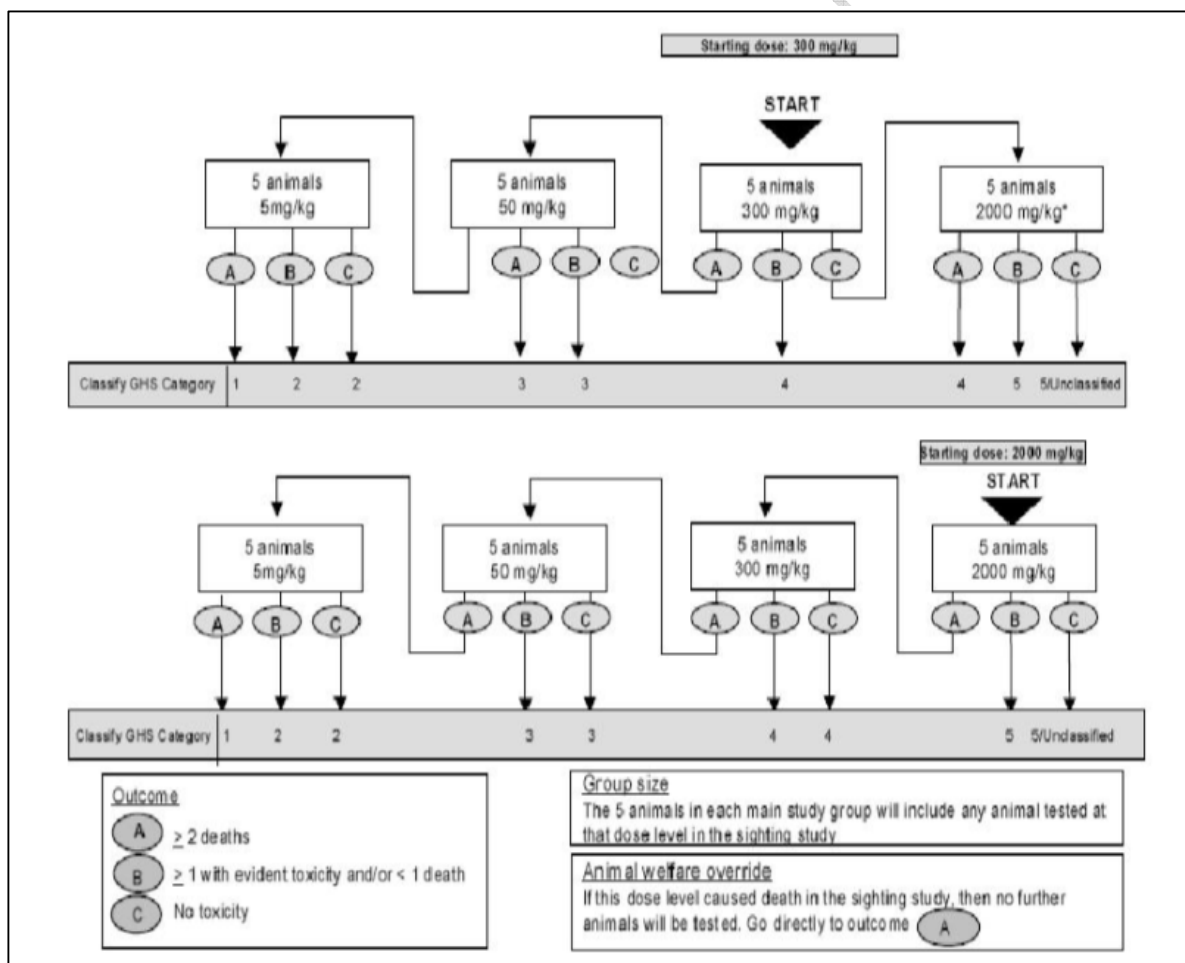 Starting dose: 300 mg/kg
START
5 animals
5mg/kg
5 animals
50 mg/kg
5 animals
300 mg/kg
5 animals
2000 mg/kg*
A B C A B C A B C A B C
Classify GHS Category 1 2 2 3 3 4 4 5 5/Unclassified
Starting dose: 2000 mg/kg
START
5 animals
5mg/kg
5 animals
50 mg/kg
5 animals
300 mg/kg
5 animals
2000 mg/kg
A B C A B C A B C A B C
Classify GHS Category 1 2 2 3 3 4 4 5 5/Unclassified
Outcome
A ≥ 2 deaths
B ≥ 1 with evident toxicity and/or < 1 death
C No toxicity
Group size
The 5 animals in each main study group will include any animal tested at
that dose level in the sighting study
Animal welfare override
If this dose level caused death in the sighting study, then no further
animals will be tested. Go directly to outcome A